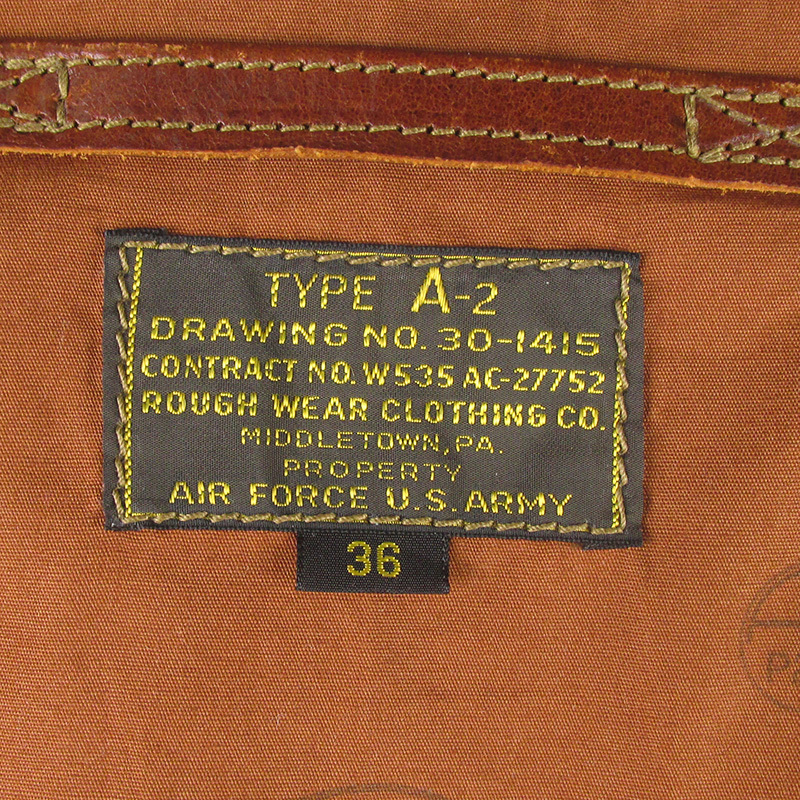 TYPE A-2
DRAWING NO. 30-1415
CONTRACT NO. W535 AC-27752
ROUGH WEAR CLOTHING CO.
MIDDLETOWN, PA.
PROPERTY
AIR FORCE U.S. ARMY
36